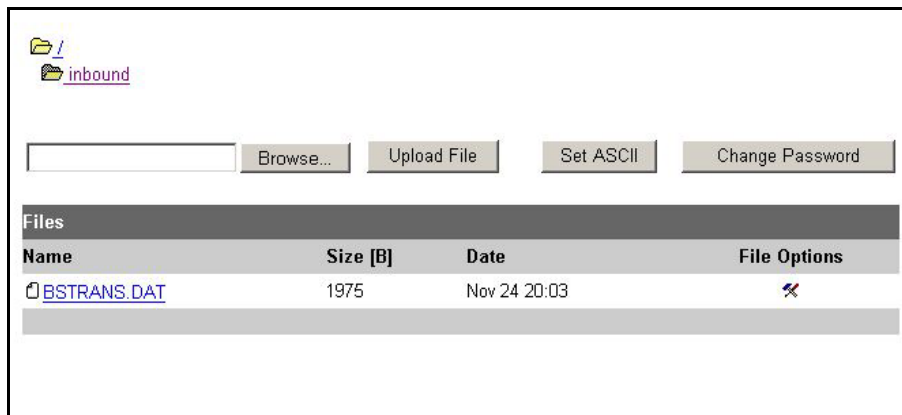 /
inbound
Browse... Upload File Set ASCII Change Password
Files
Name Size [B] Date File Options
BSTRANS.DAT 1975 Nov 24 20:03